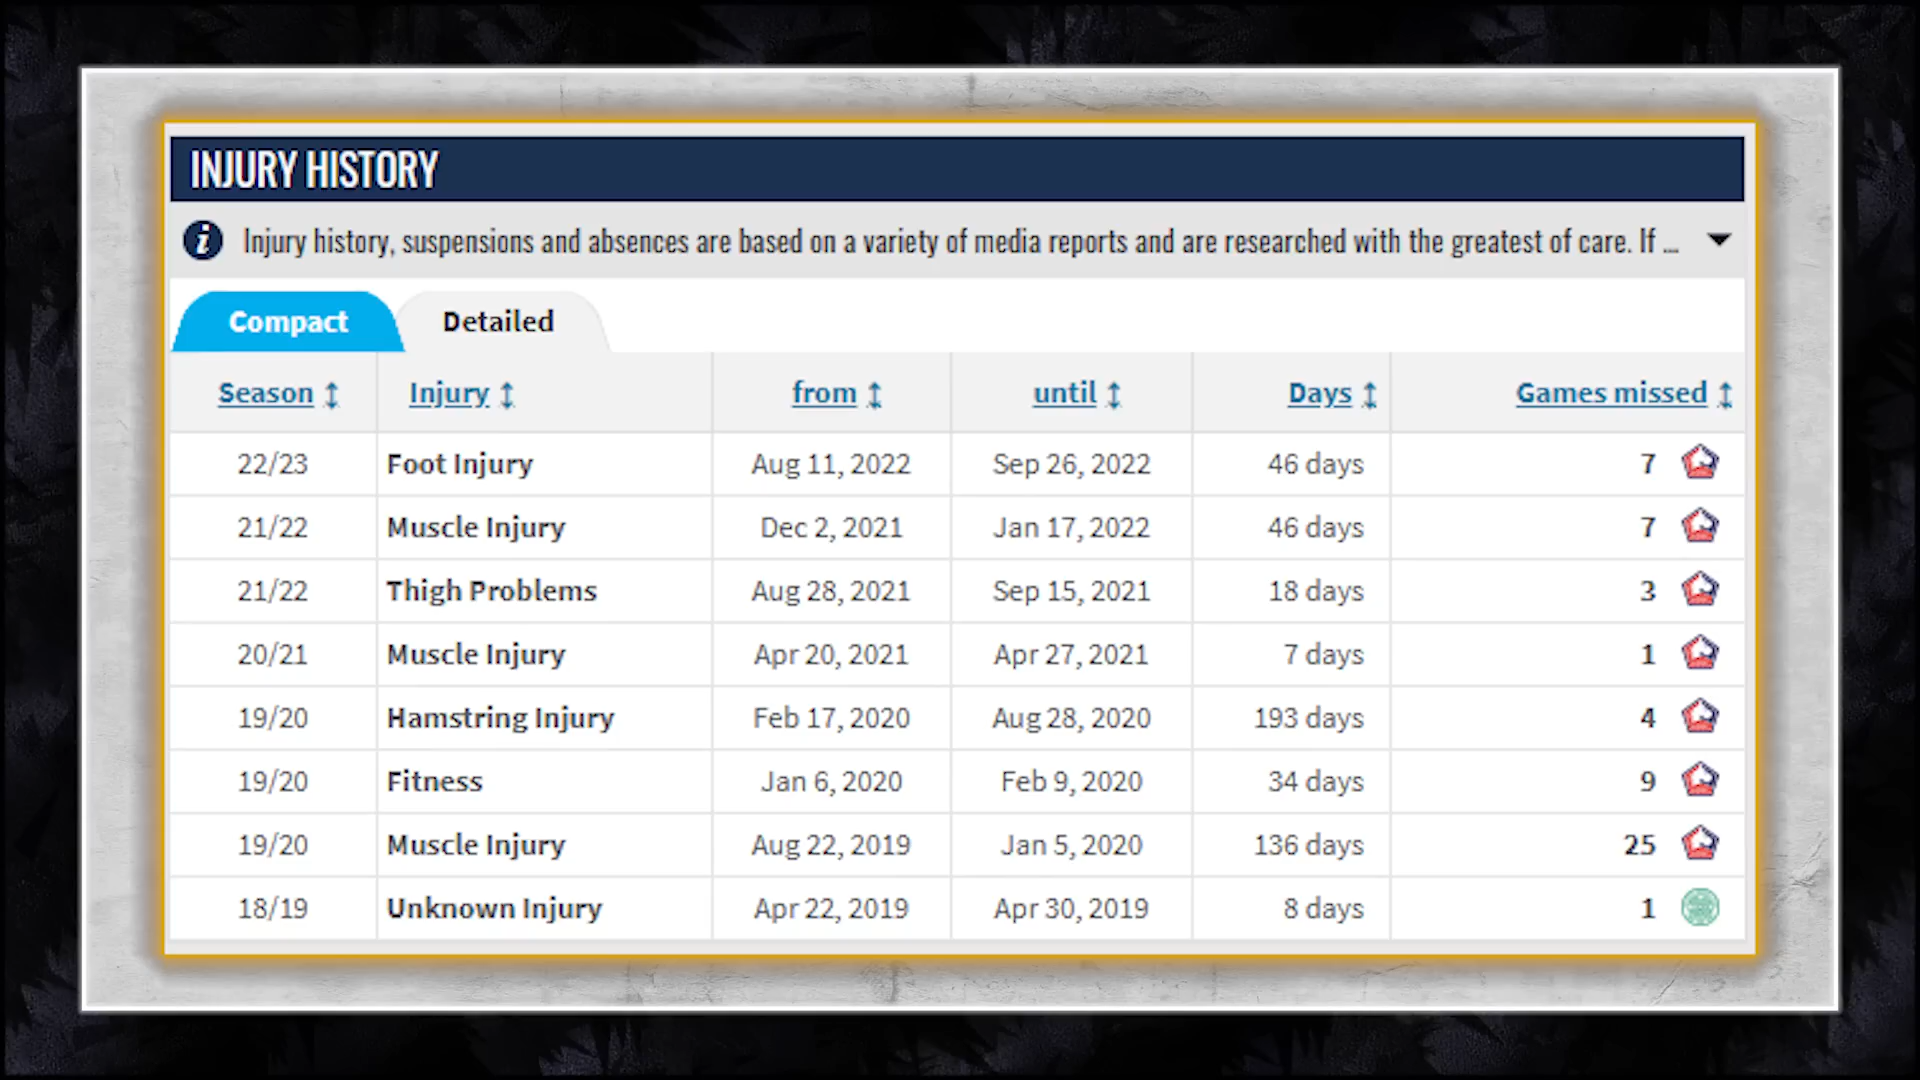 INJURY HISTORY
i Injury history, suspensions and absences are based on a variety of media reports and are researched with the greatest of care. If ...
Compact Detailed
Season Injury from until Days Games missed
22/23 Foot Injury Aug 11, 2022 Sep 26, 2022 46 days 7
21/22 Muscle Injury Dec 2, 2021 Jan 17, 2022 46 days 7
21/22 Thigh Problems Aug 28, 2021 Sep 15, 2021 18 days 3
20/21 Muscle Injury Apr 20, 2021 Apr 27, 2021 7 days 1
19/20 Hamstring Injury Feb 17, 2020 Aug 28, 2020 193 days 4
19/20 Fitness Jan 6, 2020 Feb 9, 2020 34 days 9
19/20 Muscle Injury Aug 22, 2019 Jan 5, 2020 136 days 25
18/19 Unknown Injury Apr 22, 2019 Apr 30, 2019 8 days 1